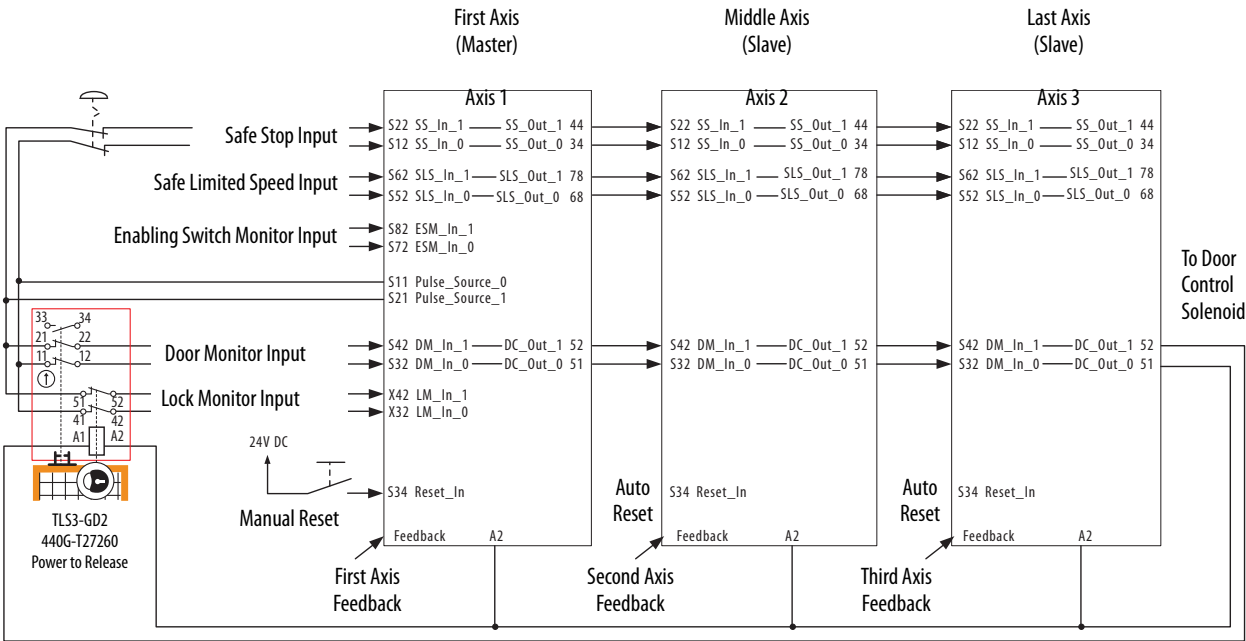 First Axis
(Master)
Middle Axis
(Slave)
Last Axis
(Slave)
Axis 1
Axis 2
Axis 3
Safe Stop Input
S22 SS_In_1 SS_Out_1 44
S12 SS_In_0 SS_Out_0 34
S22 SS_In_1 SS_Out_1 44
S12 SS_In_0 SS_Out_0 34
S22 SS_In_1 SS_Out_1 44
S12 SS_In_0 SS_Out_0 34
Safe Limited Speed Input
S62 SLS_In_1 SLS_Out_1 78
S52 SLS_In_0 SLS_Out_0 68
S62 SLS_In_1 SLS_Out_1 78
S52 SLS_In_0 SLS_Out_0 68
S62 SLS_In_1 SLS_Out_1 78
S52 SLS_In_0 SLS_Out_0 68
Enabling Switch Monitor Input
S82 ESM_In_1
S72 ESM_In_0
S11 Pulse_Source_0
S21 Pulse_Source_1
To Door
Control
Solenoid
33 34
21 22
11 12
51 52
41 42
A1 A2
Door Monitor Input
S42 DM_In_1 DC_Out_1 52
S32 DM_In_0 DC_Out_0 51
S42 DM_In_1 DC_Out_1 52
S32 DM_In_0 DC_Out_0 51
S42 DM_In_1 DC_Out_1 52
S32 DM_In_0 DC_Out_0 51
Lock Monitor Input
X42 LM_In_1
X32 LM_In_0
24V DC
Manual Reset
S34 Reset_In
Auto
Reset
S34 Reset_In
Auto
Reset
S34 Reset_In
TLS3-GD2
440G-T27260
Power to Release
Feedback A2
Feedback A2
Feedback A2
First Axis
Feedback
Second Axis
Feedback
Third Axis
Feedback